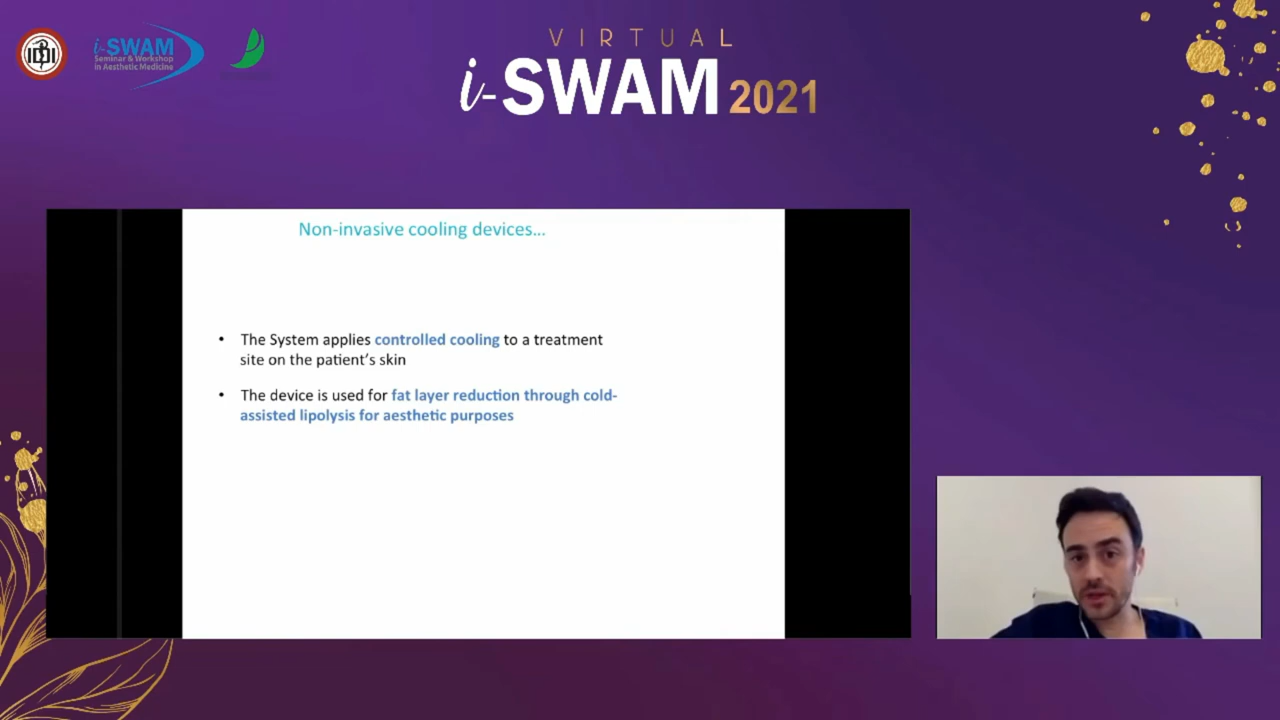 i-SWAM
Seminar & Workshop
in Aesthetic Medicine
VIRTUAL
i-SWAM 2021
Non-invasive cooling devices...
• The System applies controlled cooling to a treatment
site on the patient's skin
• The device is used for fat layer reduction through cold-
assisted lipolysis for aesthetic purposes